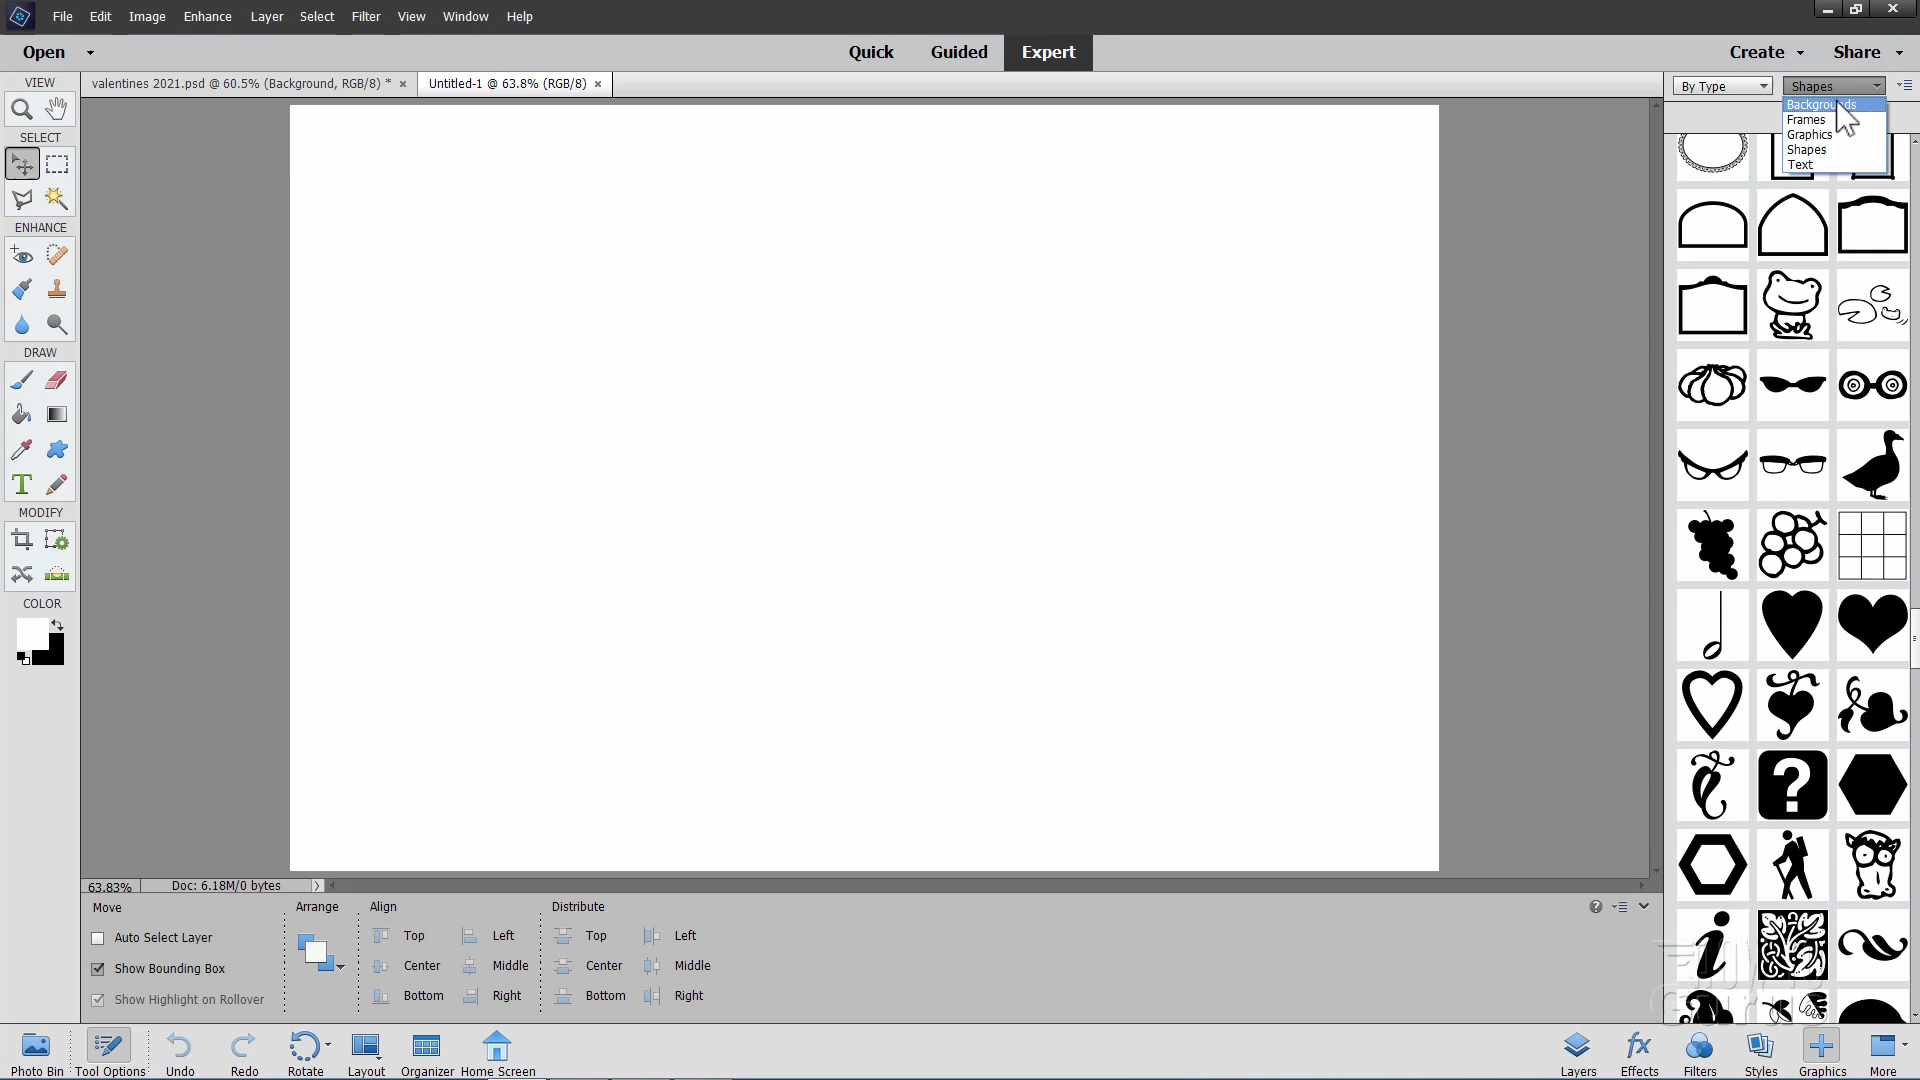 File Edit Image Enhance Layer Select Filter View Window Help
Open Quick Guided Expert Create Share
VIEW
valentines 2021.psd @ 60.5% (Background, RGB/8) * × Untitled-1 @ 63.8% (RGB/8) ×
By Type Shapes
Backgrounds
Frames
Graphics
Shapes
Text
SELECT
ENHANCE
DRAW
T
MODIFY
COLOR
?
i
63.83% Doc: 6.18M/0 bytes
Move Arrange Align Distribute
Auto Select Layer Top Left Top Left
Show Bounding Box Center Middle Center Middle
Show Highlight on Rollover Bottom Right Bottom Right
fx
Photo Bin Tool Options Undo Redo Rotate Layout Organizer Home Screen Layers Effects Filters Styles Graphics More